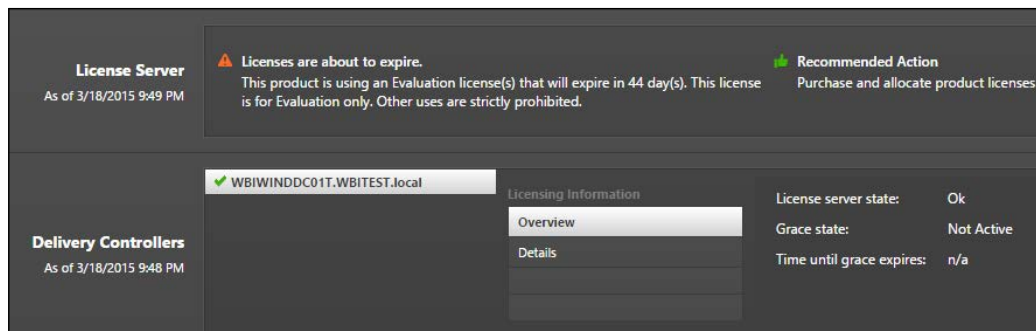 License Server
As of 3/18/2015 9:49 PM
Licenses are about to expire.
This product is using an Evaluation license(s) that will expire in 44 day(s). This license
is for Evaluation only. Other uses are strictly prohibited.
Recommended Action
Purchase and allocate product licenses
Delivery Controllers
As of 3/18/2015 9:48 PM
WBIWINDDC01T.WBITEST.local
Licensing Information
Overview
Details
License server state: Ok
Grace state: Not Active
Time until grace expires: n/a